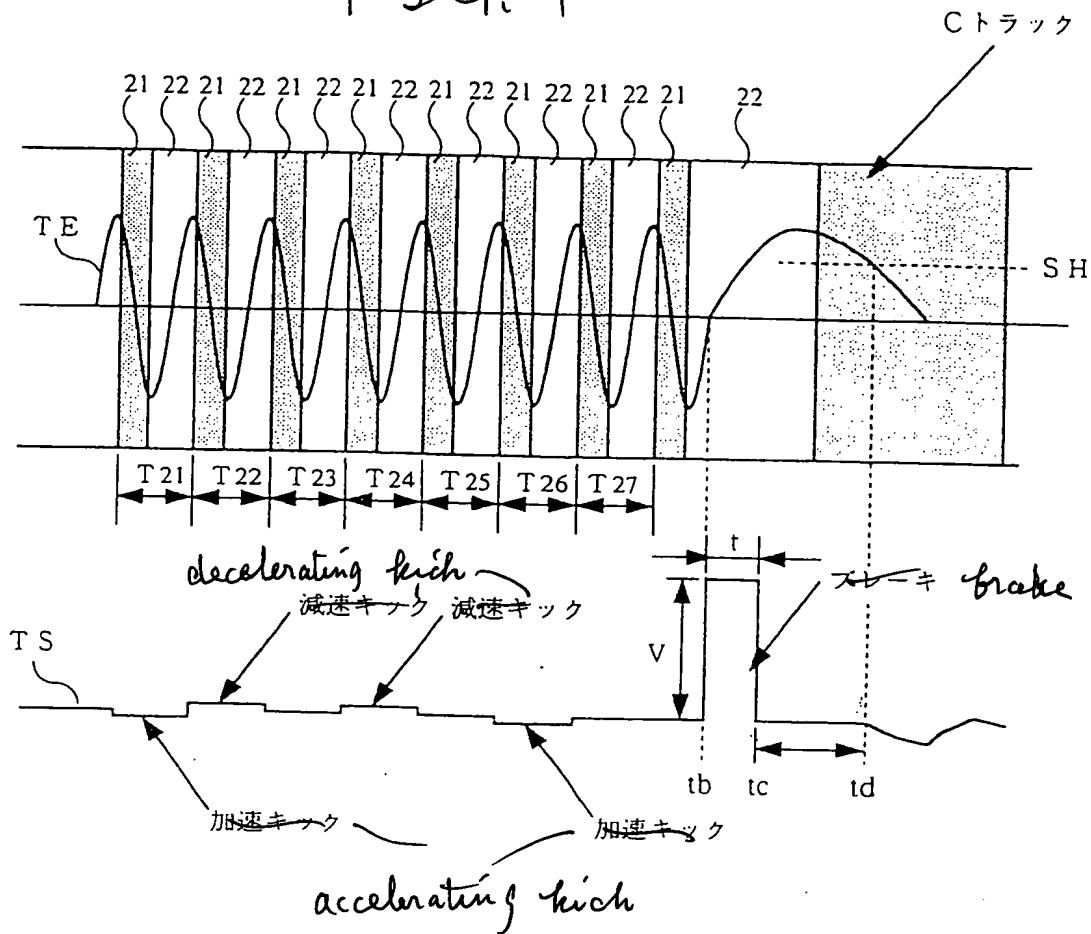 Cトラック
21 22 21 22 21 22 21 22 21 22 21 22 21 22 21 22
TE
SH
T21 T22 T23 T24 T25 T26 T27
t
decelerating kick
減速キック 減速キック
ブレーキ brake
V
TS
tb tc td
加速キック 加速キック
accelerating kick